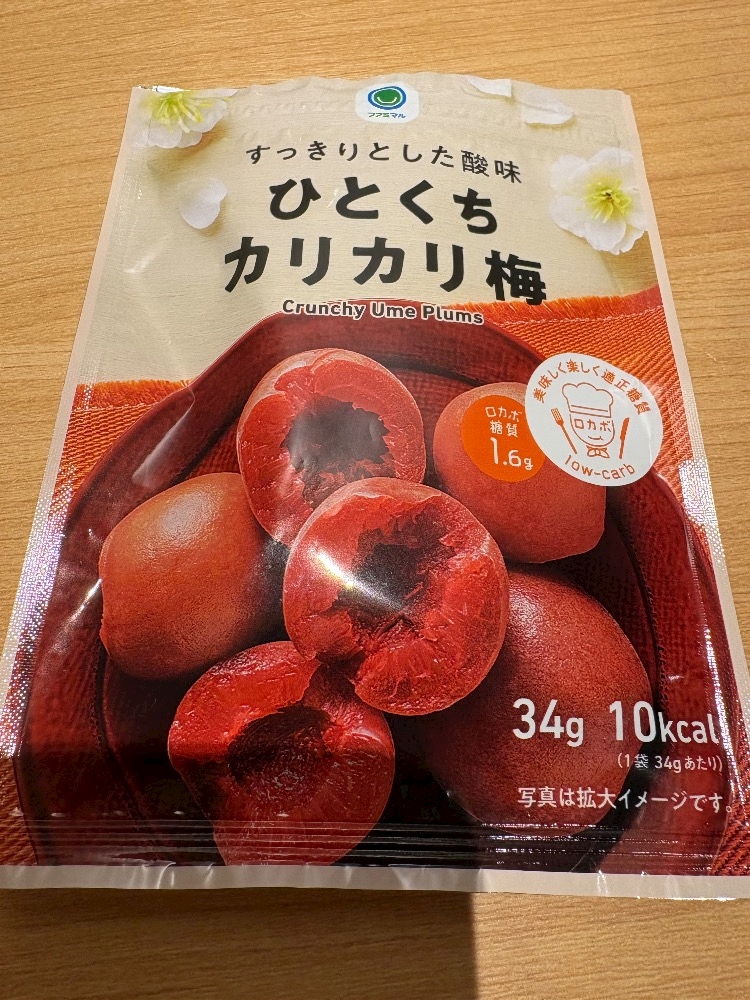 ファミマル
すっきりとした酸味
ひとくち
カリカリ梅
Crunchy Ume Plums
美味しく楽しく適正糖質
ロカボ
low-carb
ロカボ
糖質
1.6g
34g 10kcal
(1袋 34gあたり)
写真は拡大イメージです。